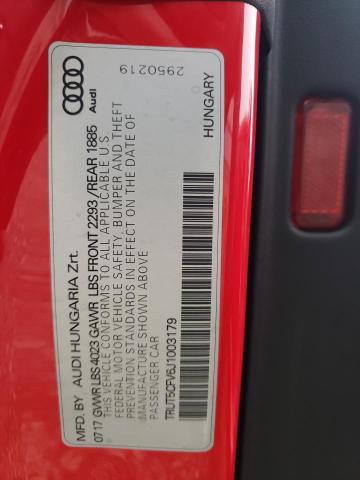 Audi
MFD. BY AUDI HUNGARIA Zrt.
07/17 GVWR LBS 4023 GAWR LBS FRONT 2293 /REAR 1885
THIS VEHICLE CONFORMS TO ALL APPLICABLE U.S.
FEDERAL MOTOR VEHICLE SAFETY, BUMPER AND THEFT
PREVENTION STANDARDS IN EFFECT ON THE DATE OF
MANUFACTURE SHOWN ABOVE
PASSENGER CAR
TRUT5CFV6J1003179
HUNGARY
2950219